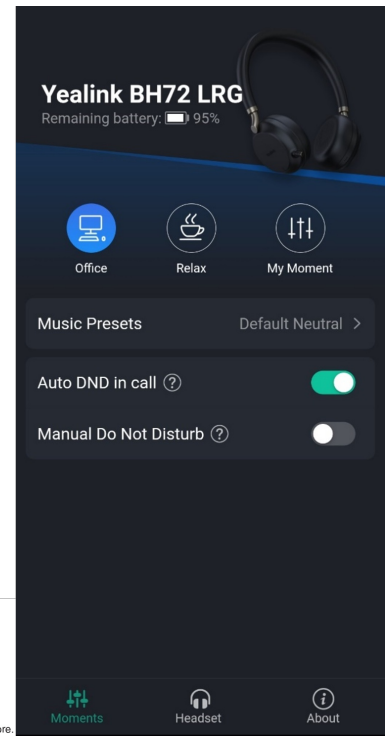 Yealink BH72 LRG
Remaining battery: 95%
Office
Relax
My Moment
Music Presets
Default Neutral >
Auto DND in call ?
Manual Do Not Disturb ?
Moments
Headset
About